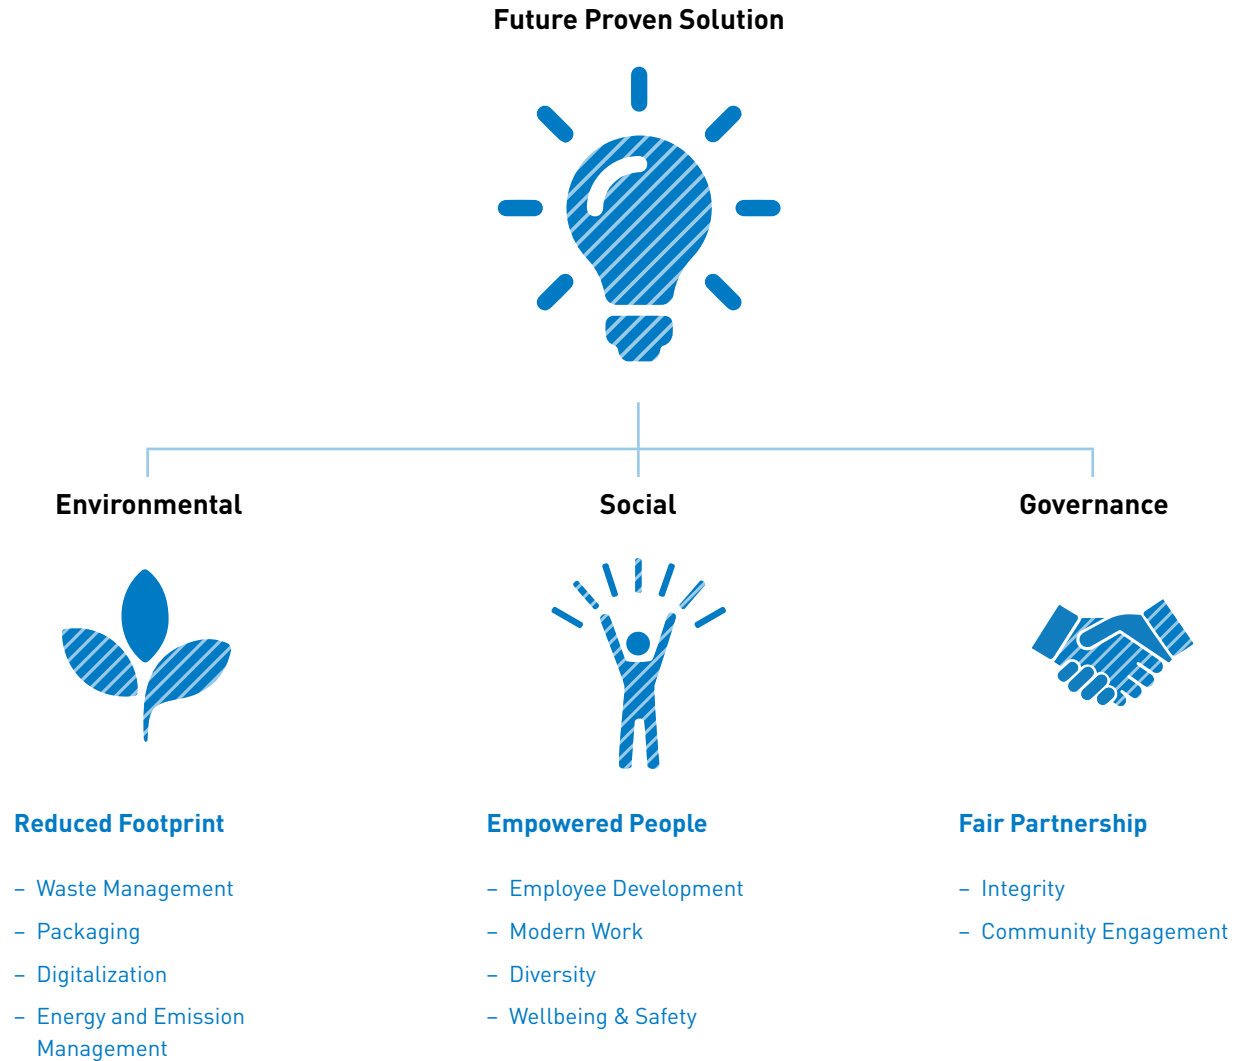 Future Proven Solution
Environmental
Social
Governance
Reduced Footprint
– Waste Management
– Packaging
– Digitalization
– Energy and Emission
Management
Empowered People
– Employee Development
– Modern Work
– Diversity
– Wellbeing & Safety
Fair Partnership
– Integrity
– Community Engagement